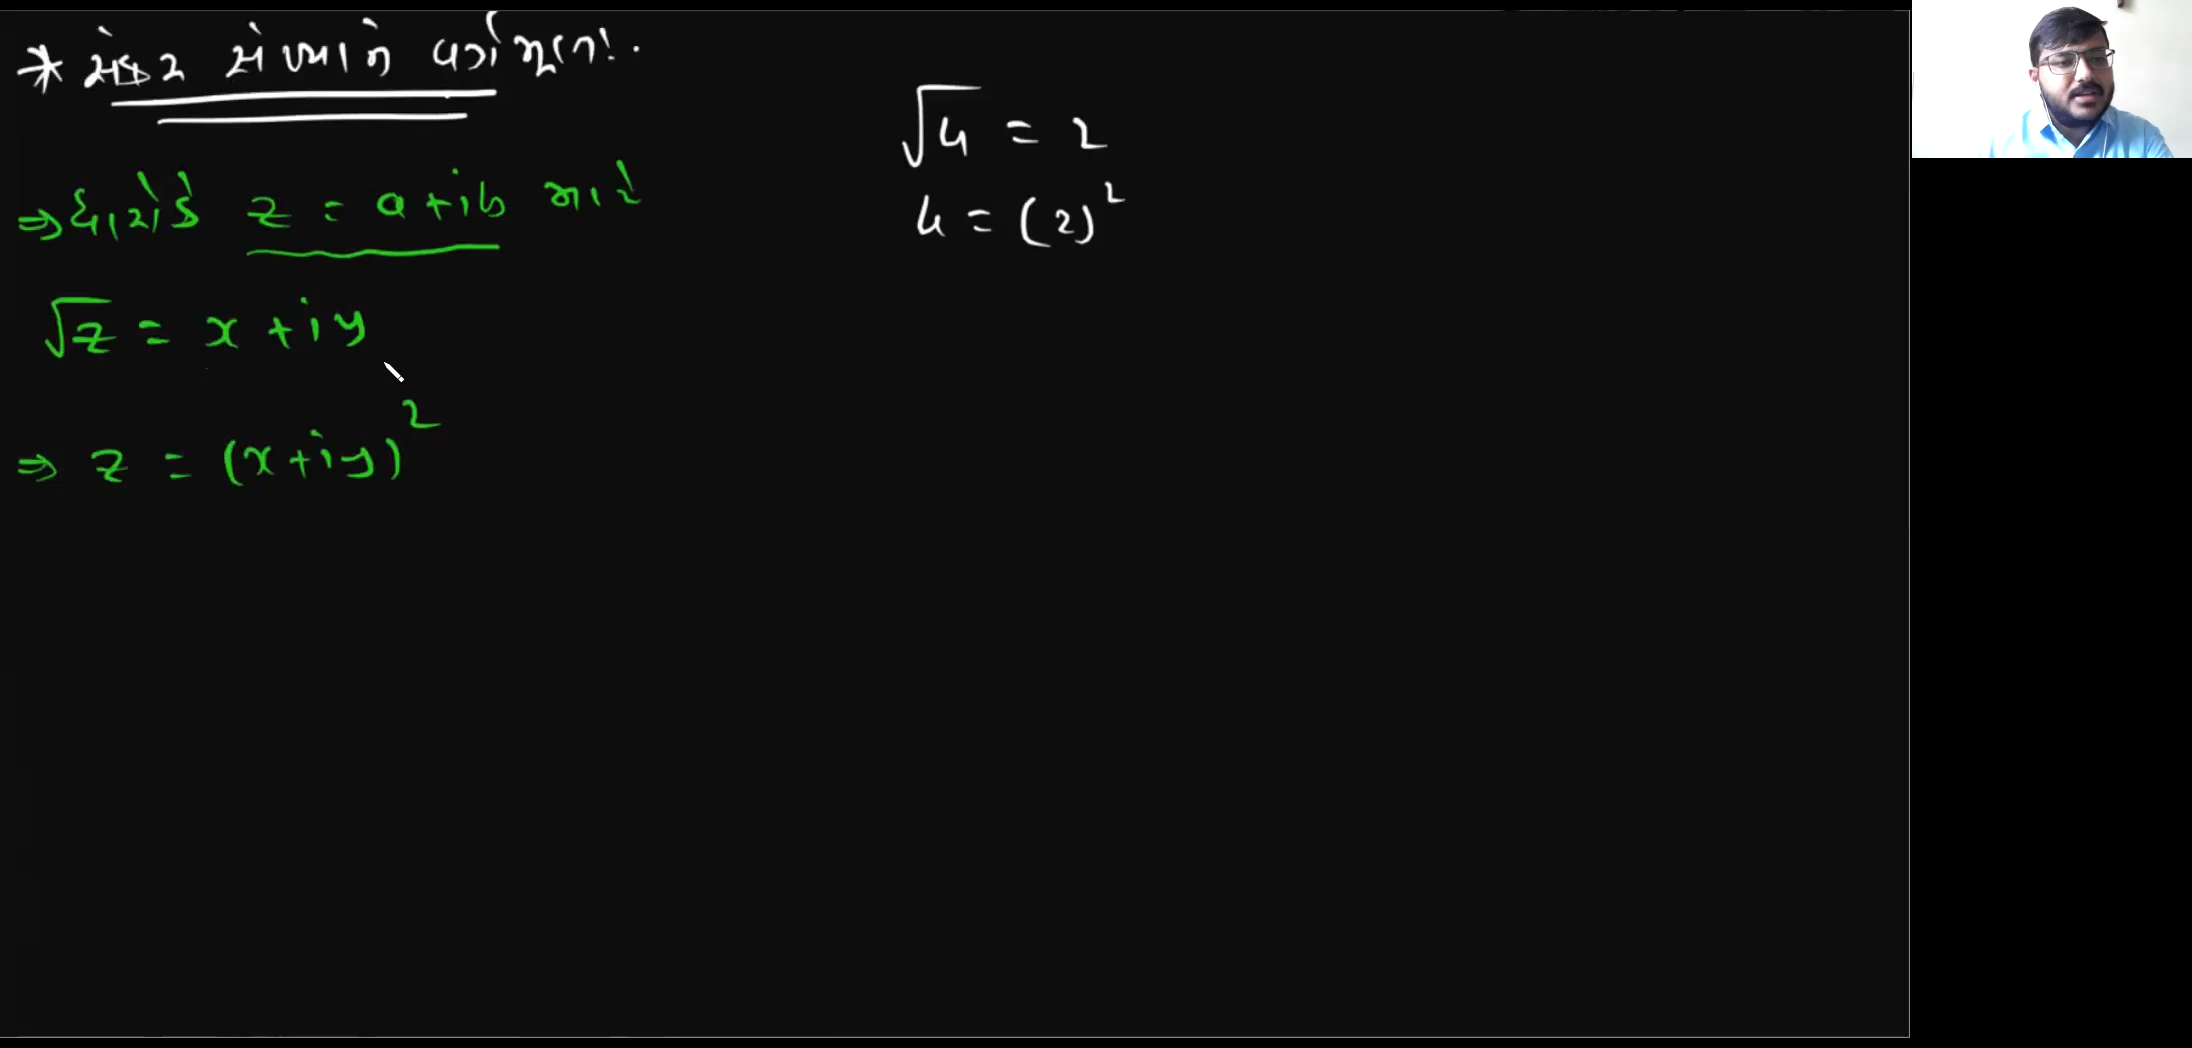 * સંકર સંખ્યાનું વર્ગમૂળ:
⇒ ધારોકે z = a + ib માટે
√z = x + iy
⇒ z = (x+iy)²
√4 = 2
4 = (2)²